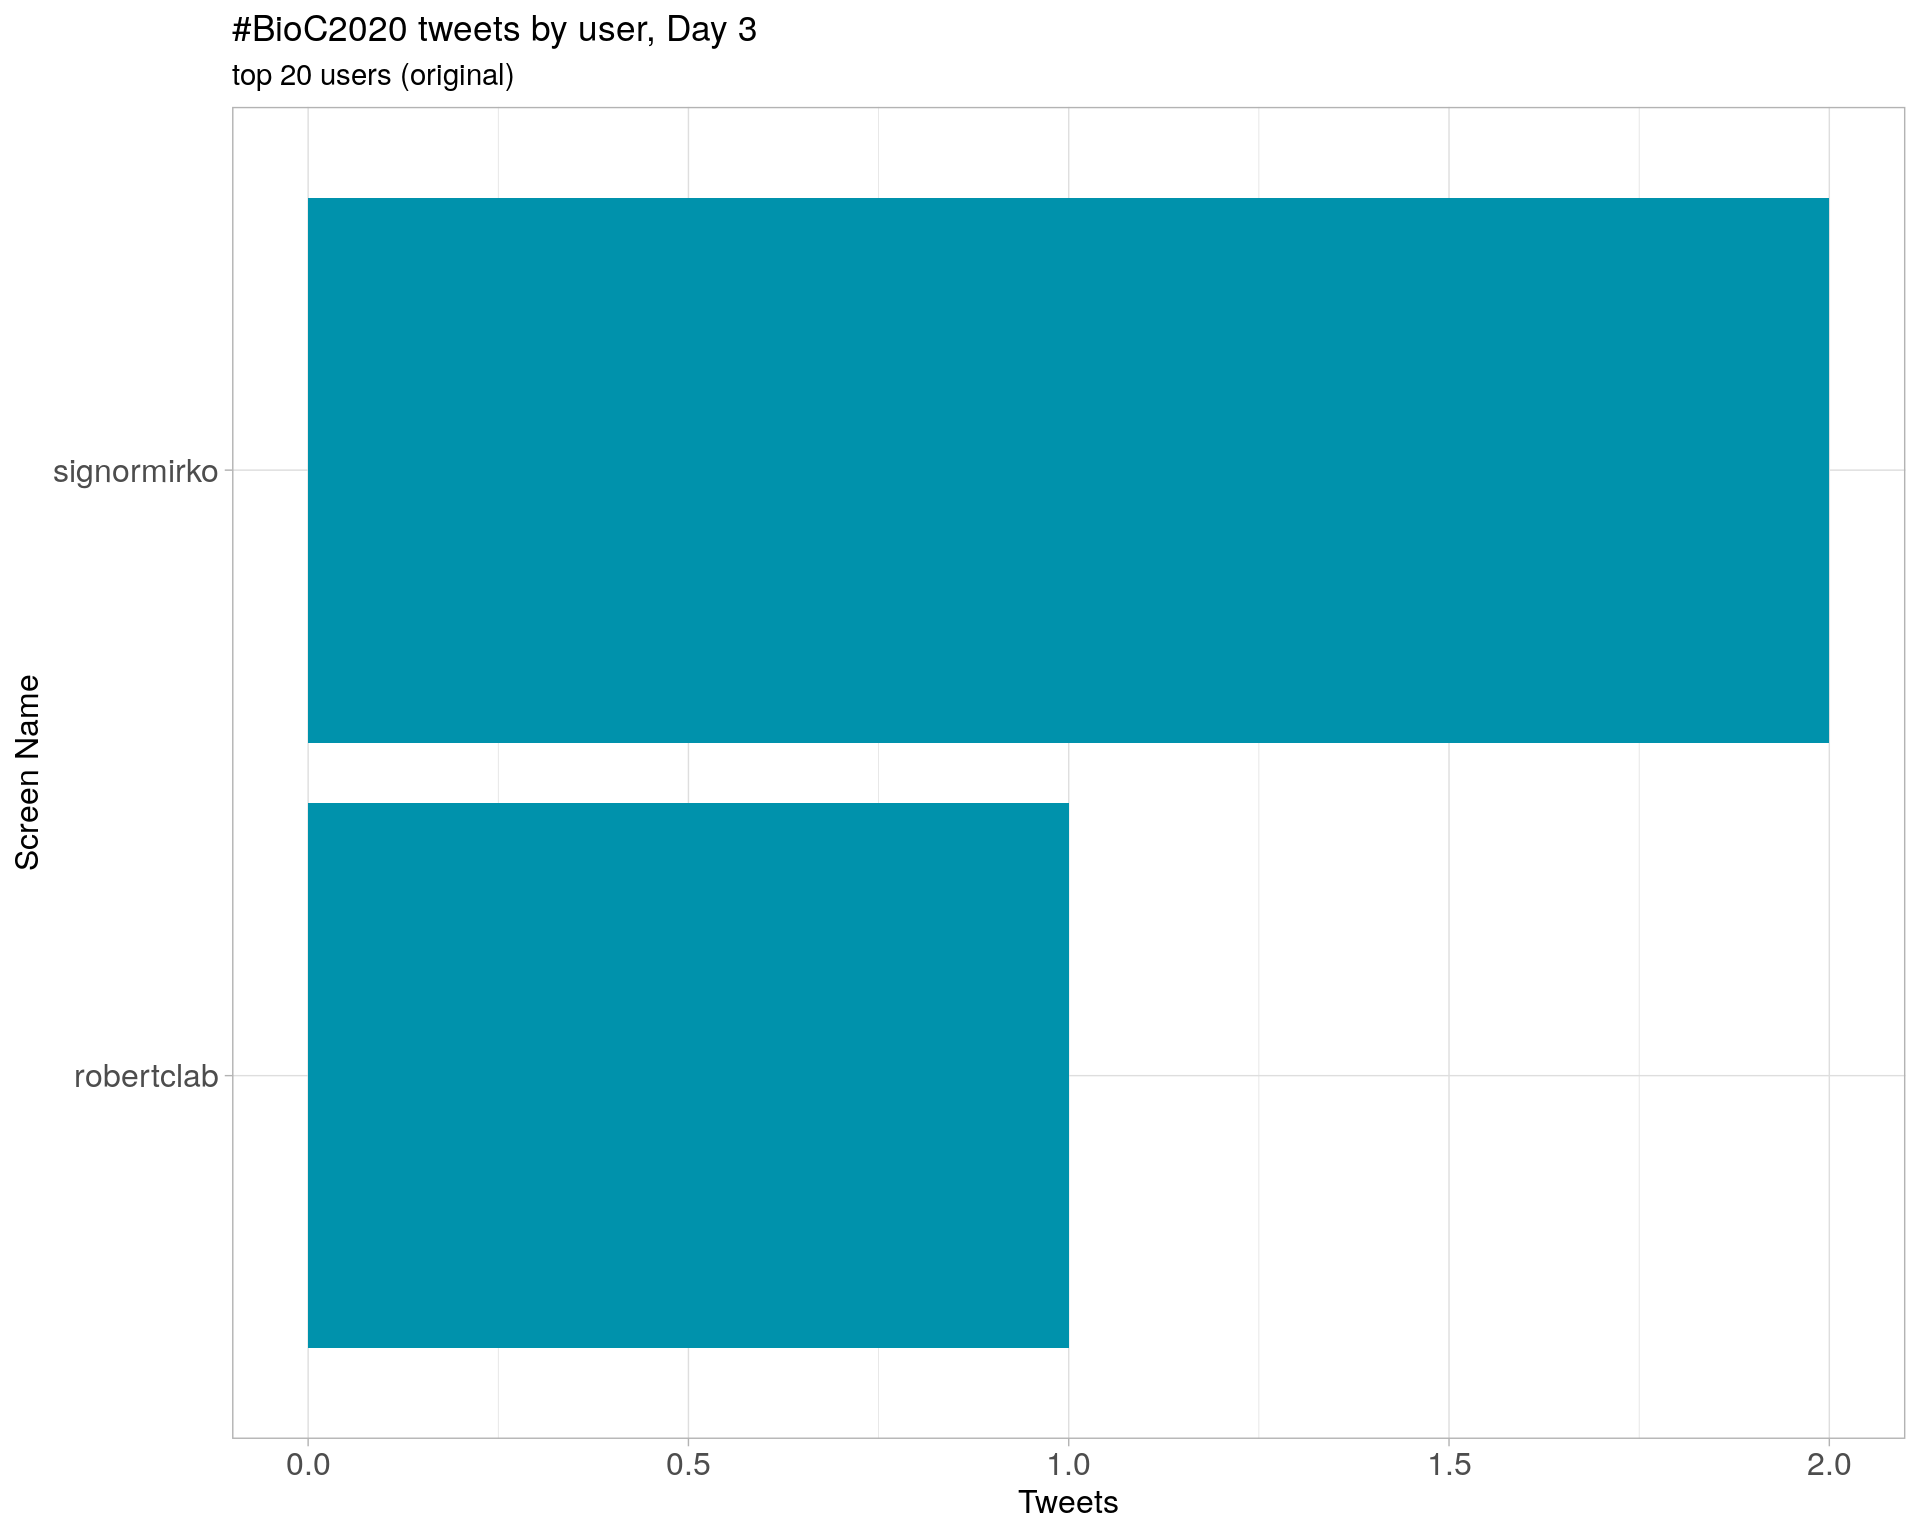 #BioC2020 tweets by user, Day 3
top 20 users (original)
Screen Name
signormirko
robertclab
0.0 0.5 1.0 1.5 2.0
Tweets